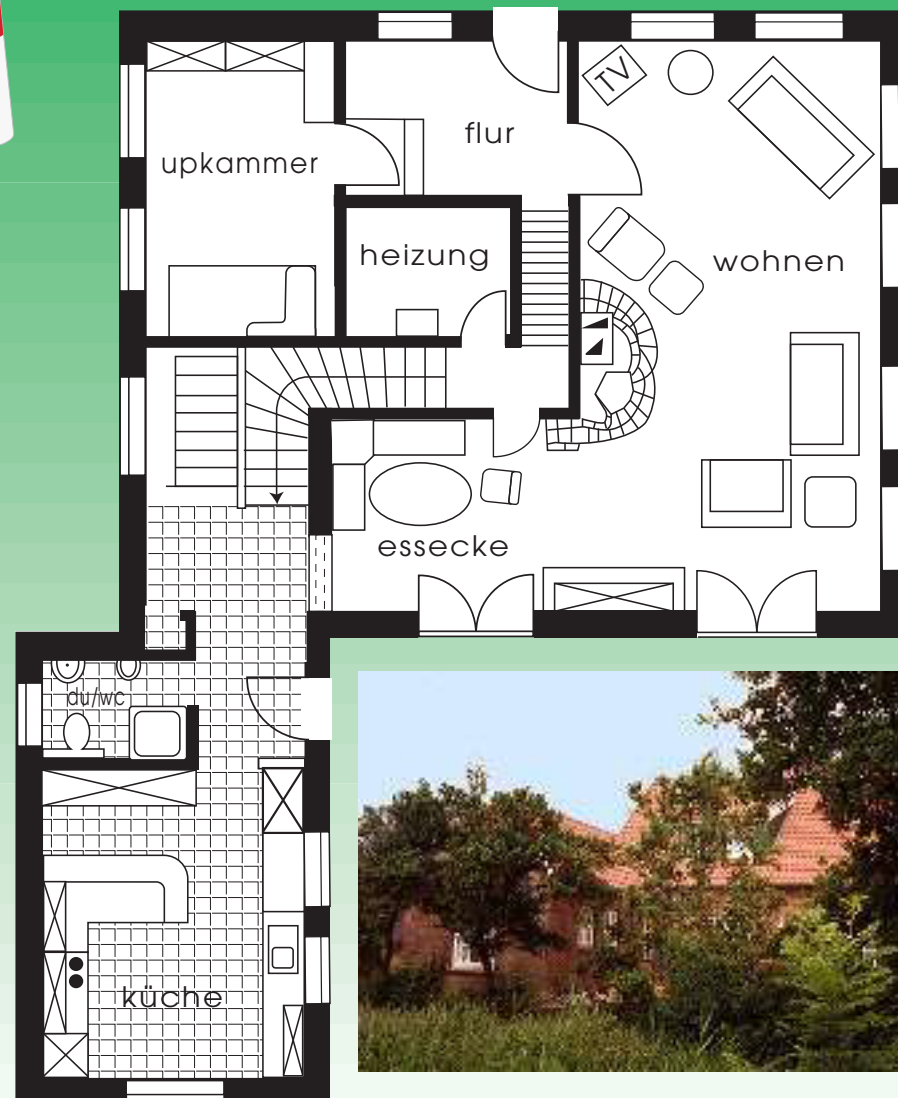 TV
flur
upkammer
heizung
wohnen
essecke
du/wc
küche